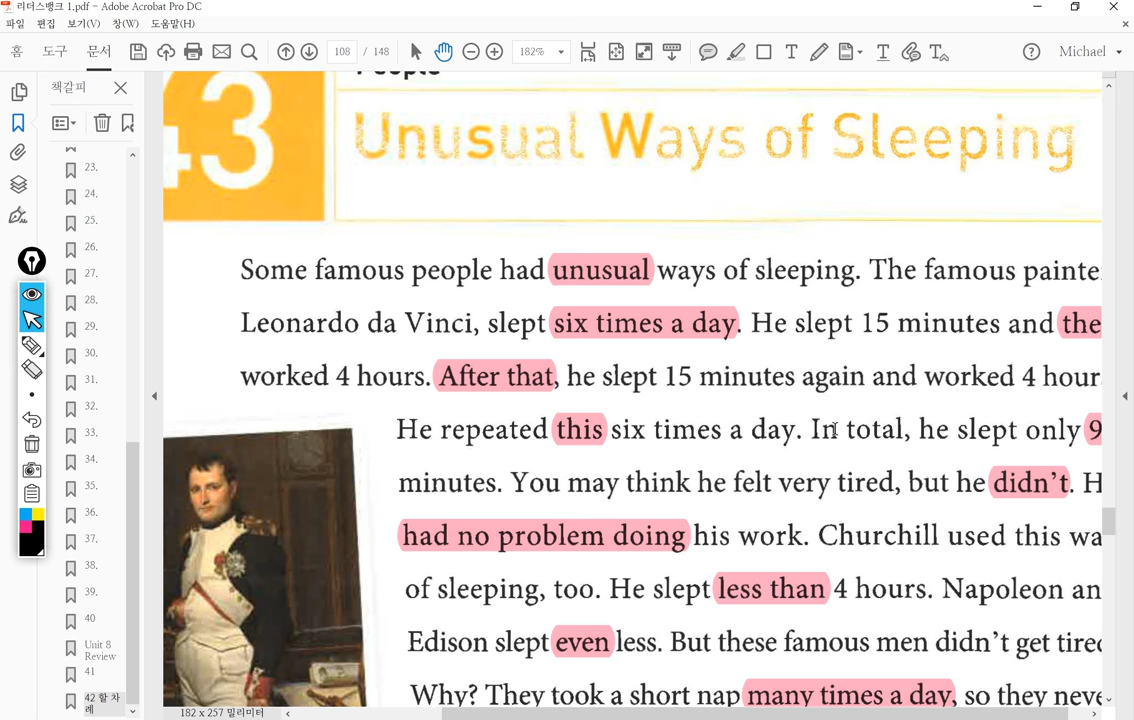 리더스뱅크 1.pdf - Adobe Acrobat Pro DC
파일 편집 보기(V) 창(W) 도움말(H)
홈 도구 문서 108 / 148 182% Michael
책갈피
23.
24.
25.
26.
27.
28.
29.
30.
31.
32.
33.
34.
35.
36.
37.
38.
39.
40
Unit 8
Review
41
42 할 차
례
43
People
Unusual Ways of Sleeping
Some famous people had unusual ways of sleeping. The famous painte
Leonardo da Vinci, slept six times a day. He slept 15 minutes and the
worked 4 hours. After that, he slept 15 minutes again and worked 4 hour
He repeated this six times a day. In total, he slept only 9
minutes. You may think he felt very tired, but he didn't. H
had no problem doing his work. Churchill used this wa
of sleeping, too. He slept less than 4 hours. Napoleon an
Edison slept even less. But these famous men didn't get tired
Why? They took a short nap many times a day, so they neve
182 x 257 밀리미터